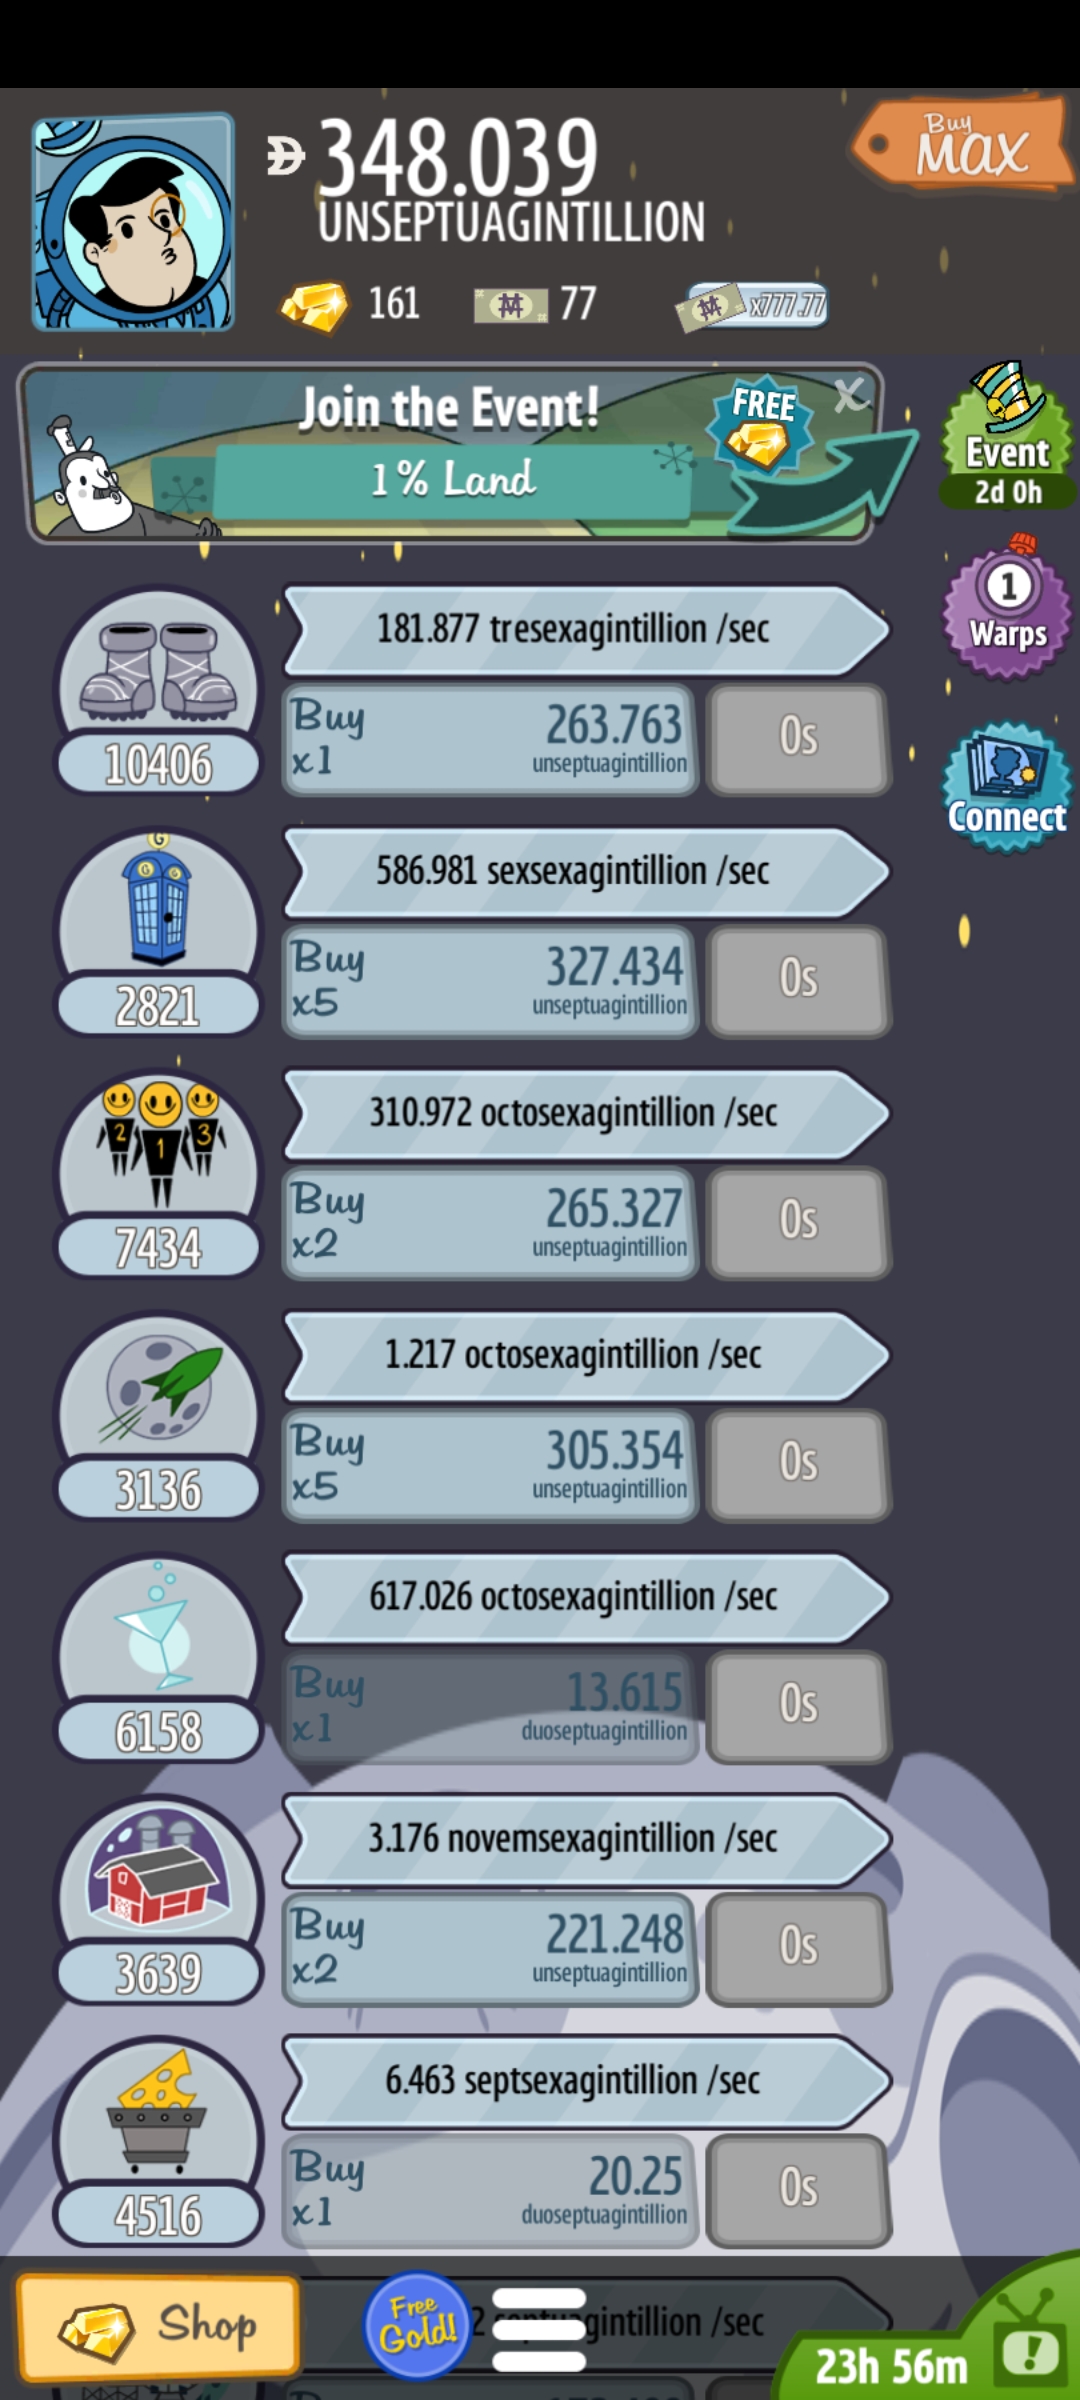 348.039
UNSEPTUAGINTILLION
Buy
MAX
161
77
x777.77
Join the Event!
1% Land
FREE
X
Event
2d 0h
1
Warps
Connect
181.877 tresexagintillion /sec
Buy
x1
263.763
unseptuagintillion
0s
10406
G
G
G
586.981 sexsexagintillion /sec
Buy
x5
327.434
unseptuagintillion
0s
2821
2
1
3
310.972 octosexagintillion /sec
Buy
x2
265.327
unseptuagintillion
0s
7434
1.217 octosexagintillion /sec
Buy
x5
305.354
unseptuagintillion
0s
3136
617.026 octosexagintillion /sec
Buy
x1
13.615
duoseptuagintillion
0s
6158
3.176 novemsexagintillion /sec
Buy
x2
221.248
unseptuagintillion
0s
3639
6.463 septsexagintillion /sec
Buy
x1
20.25
duoseptuagintillion
0s
4516
Shop
Free
Gold!
/sec
23h 56m
!